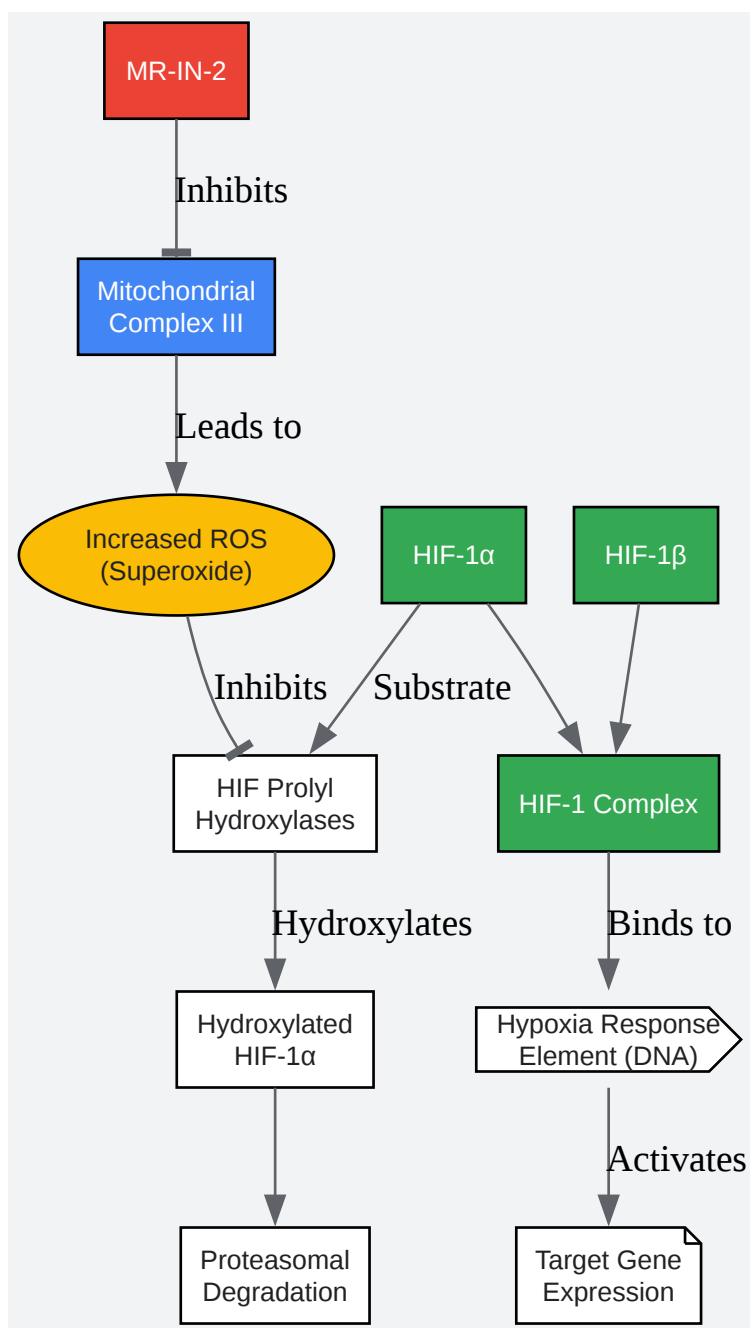 MR-IN-2
Inhibits
Mitochondrial
Complex III
Leads to
Increased ROS
(Superoxide)
HIF-1α
HIF-1β
Inhibits
Substrate
HIF Prolyl
Hydroxylases
HIF-1 Complex
Hydroxylates
Binds to
Hydroxylated
HIF-1α
Hypoxia Response
Element (DNA)
Activates
Proteasomal
Degradation
Target Gene
Expression